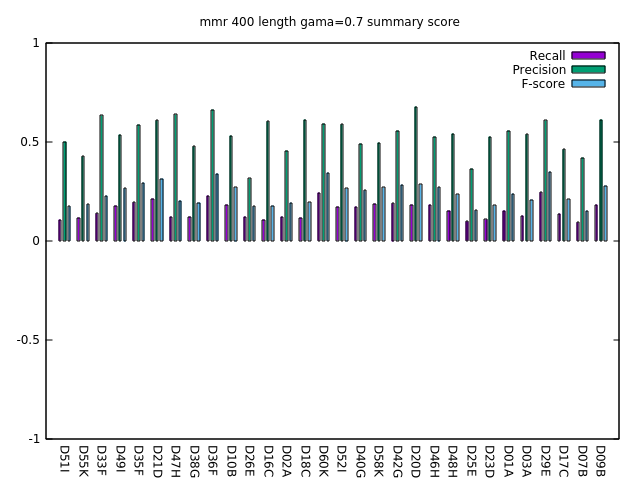 mmr 400 length gama=0.7 summary score
Recall
Precision
F-score
1
0.5
0
-0.5
-1
D51I
D55K
D33F
D49I
D35F
D21D
D47H
D38G
D36F
D10B
D26E
D16C
D02A
D18C
D60K
D52I
D40G
D58K
D42G
D20D
D46H
D48H
D25E
D23D
D01A
D03A
D29E
D17C
D07B
D09B